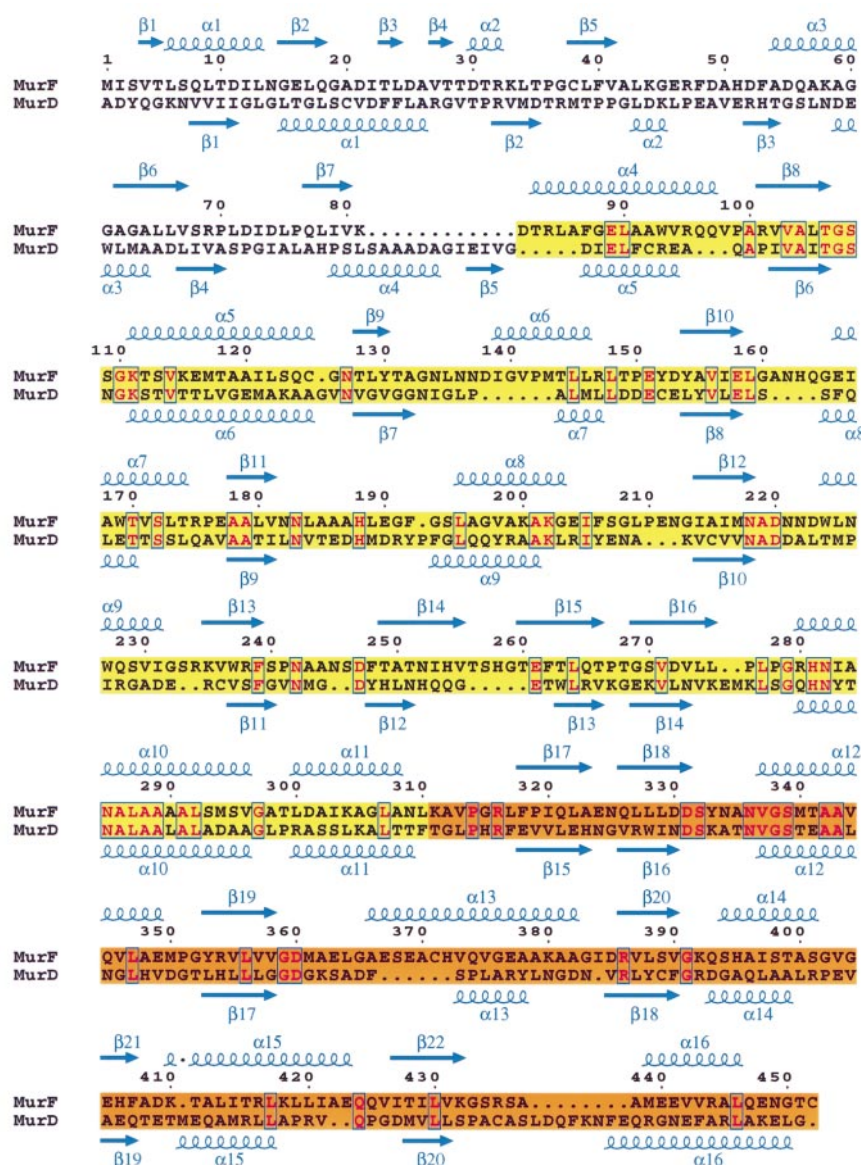 β1 α1 β2 β3 β4 α2 β5 α3
1 10 20 30 40 50 60
MurF MISVTLSQLTDILNGELQGADITLDAVTTDTRKLTPGCLFVALKGERFDAHDFADQAKAG
MurD ADYQGKNVVIIGLGLTGLSCVDFFLARGVTPRVMDTRMTPPGLDKLPEAVERHTGSLNDE
β1 α1 β2 α2 β3
β6 β7 α4 β8
70 80 90 100
MurF GAGALLVSRPLDIDLPQLIVK............DTRLAFGELAAWVRQQVPARVVALTGS
MurD WLMAADLIVASPGIALAHPSLSAAADAGIEIVG.....DIELFCREA...QAPIVAITGS
α3 β4 α4 β5 α5 β6
α5 β9 α6 β10
110 120 130 140 150 160
MurF SGKTSVKEMTAAILSQC.GNTLYTAGNLNNDIGVPMTLLRLTPEYDYAVIELGANHQGEI
MurD NGKSTVTTLVGEMAKAAGVNVGVGGNIGLP......ALMLLDDECELYVLELS....SFQ
α6 β7 α7 β8 α8
α7 β11 α8 β12
170 180 190 200 210 220
MurF AWTVSLTRPEAALVNNLAAAHLEGF.GSLAGVAKAKGEIFSGLPENGIAIMNADNNDWLN
MurD LETTSSLQAVAATILNVTEDHMDRYPFGLQQYRAAKLRIYENA...KVCVVNADDALTMP
β9 α9 β10
α9 β13 β14 β15 β16
230 240 250 260 270 280
MurF WQSVIGSRKVWRFSPNAANSDFTATNIHVTSHGTEFTLQTPTGSVDVLL..PLPGRHNIA
MurD IRGADE..RCVSFGVNMG..DYHLNHQQG.....ETWLRVKGEKVLNVKEMKLSGQHNYT
β11 β12 β13 β14
α10 α11 β17 β18 α12
290 300 310 320 330 340
MurF NALAAAALSMSVGATLDAIKAGLANLKAVPGRLFPIQLAENQLLLDDSYNANVGSMTAAV
MurD NALAALALADAAGLPRASSLKALTTFTGLPHRFEVVLEHNGVRWINDSKATNVGSTEAAL
α10 α11 β15 β16 α12
β19 α13 β20 α14
350 360 370 380 390 400
MurF QVLAEMPGYRVLVVGDMAELGAESEACHVQVGEAAKAAGIDRVLSVGKQSHAISTASGVG
MurD NGLHVDGTLHLLLGGDGKSADF......SPLARYLNGDN.VRLYCFGRDGAQLAALRPEV
β17 α13 β18 α14
β21 α15 β22 α16
410 420 430 440 450
MurF EHFADK.TALITRLKLLIAEQQVITILVKGSRSA........AMEEVVRALQENGTC
MurD AEQTETMEQAMRLLAPRV..QPGDMVLLSPACASLDQFKNFEQRGNEFARLAKELG.
β19 α15 β20 α16